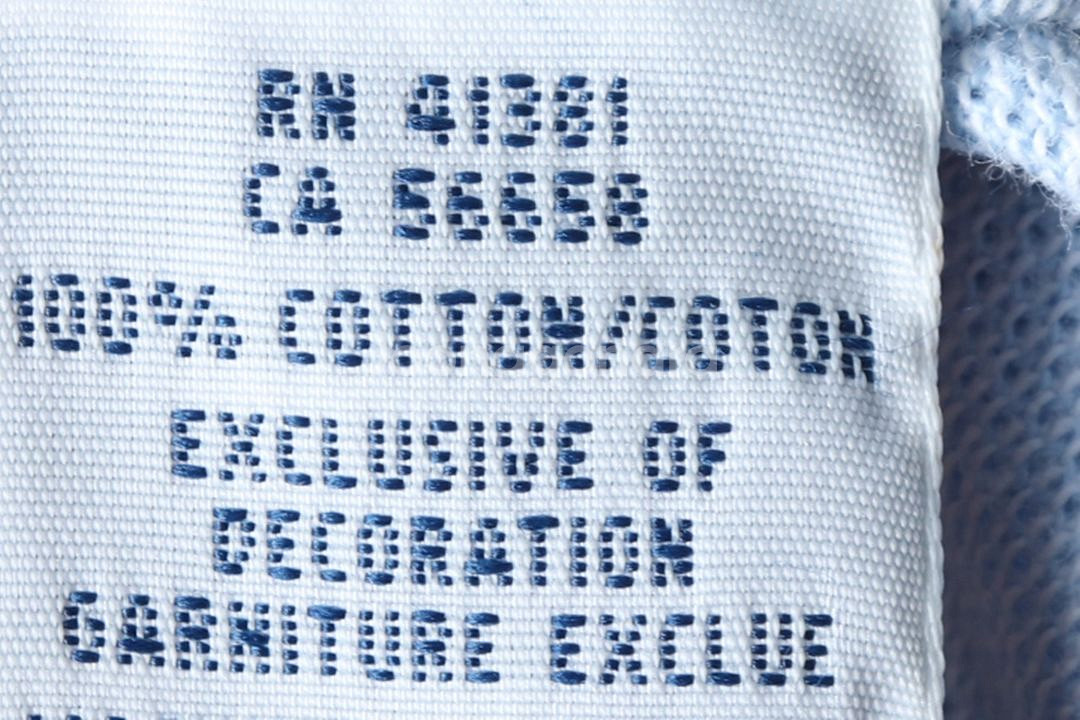 RN 41381
CA 56658
100% COTTON/COTON
EXCLUSIVE OF
DECORATION
GARNITURE EXCLUE